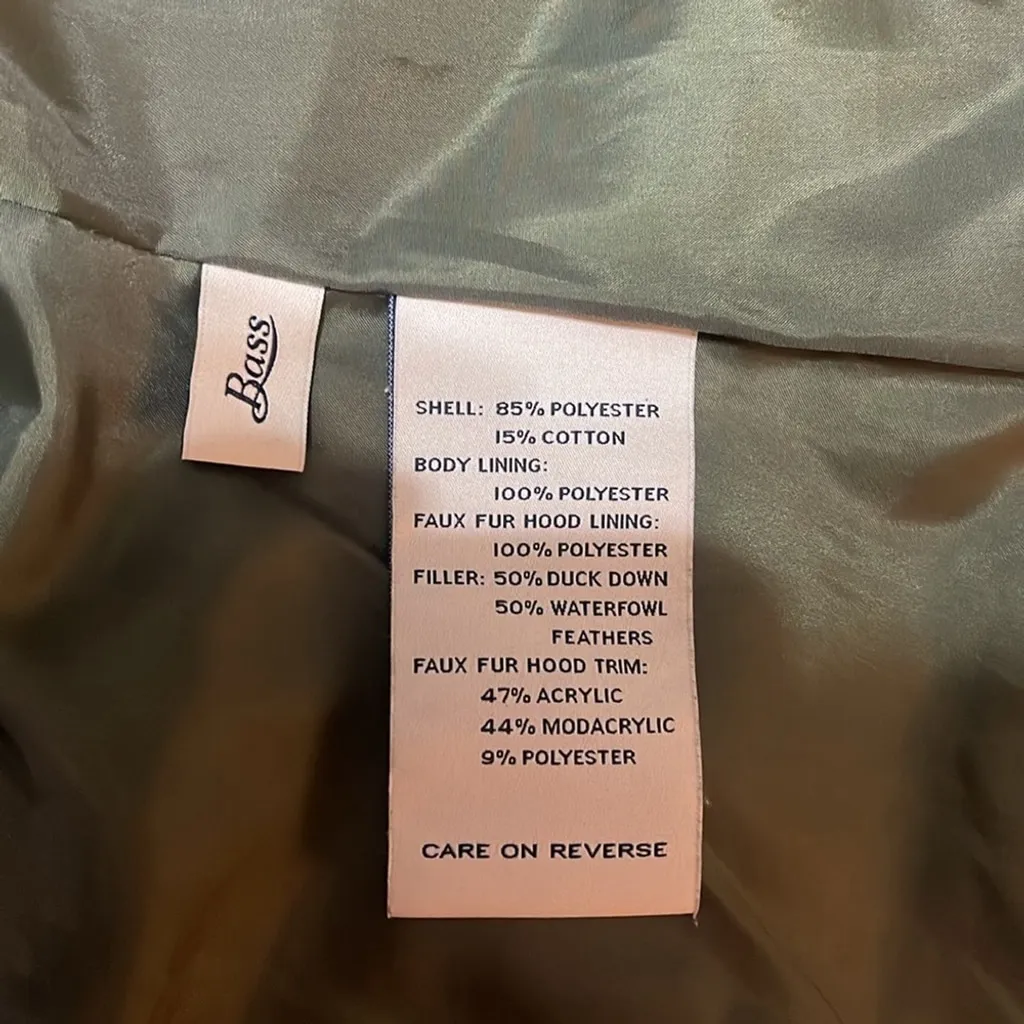 Bass
SHELL: 85% POLYESTER
15% COTTON
BODY LINING:
100% POLYESTER
FAUX FUR HOOD LINING:
100% POLYESTER
FILLER: 50% DUCK DOWN
50% WATERFOWL
FEATHERS
FAUX FUR HOOD TRIM:
47% ACRYLIC
44% MODACRYLIC
9% POLYESTER
CARE ON REVERSE